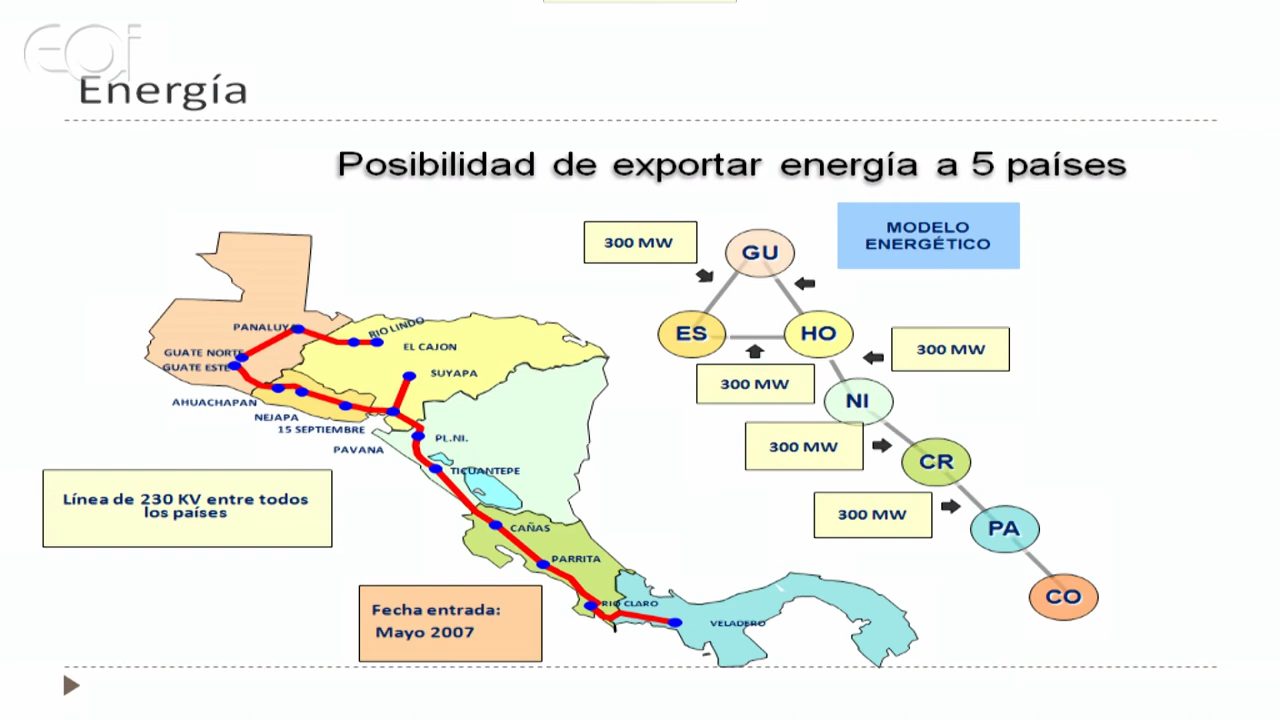 EOi
Energía
Posibilidad de exportar energía a 5 países
300 MW
GU
MODELO
ENERGÉTICO
ES
HO
300 MW
300 MW
NI
300 MW
CR
300 MW
PA
CO
PANALUYA
RIO LINDO
EL CAJON
GUATE NORTE
GUATE ESTE
SUYAPA
AHUACHAPAN
NEJAPA
15 SEPTIEMBRE
PAVANA
PL.NI.
TICUANTEPE
CAÑAS
PARRITA
RIO CLARO
VELADERO
Línea de 230 KV entre todos
los países
Fecha entrada:
Mayo 2007